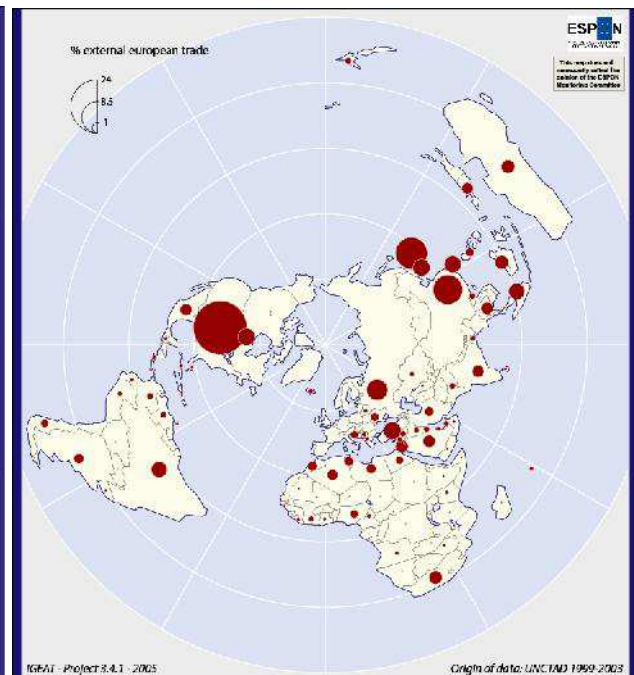 % external european trade
24
8.5
1
ESPON
This map does not
necessarily reflect the
opinion of the ESPON
Monitoring Committee
IGEAT - Project 3.4.1 - 2005
Origin of data: UNCTAD 1999-2003